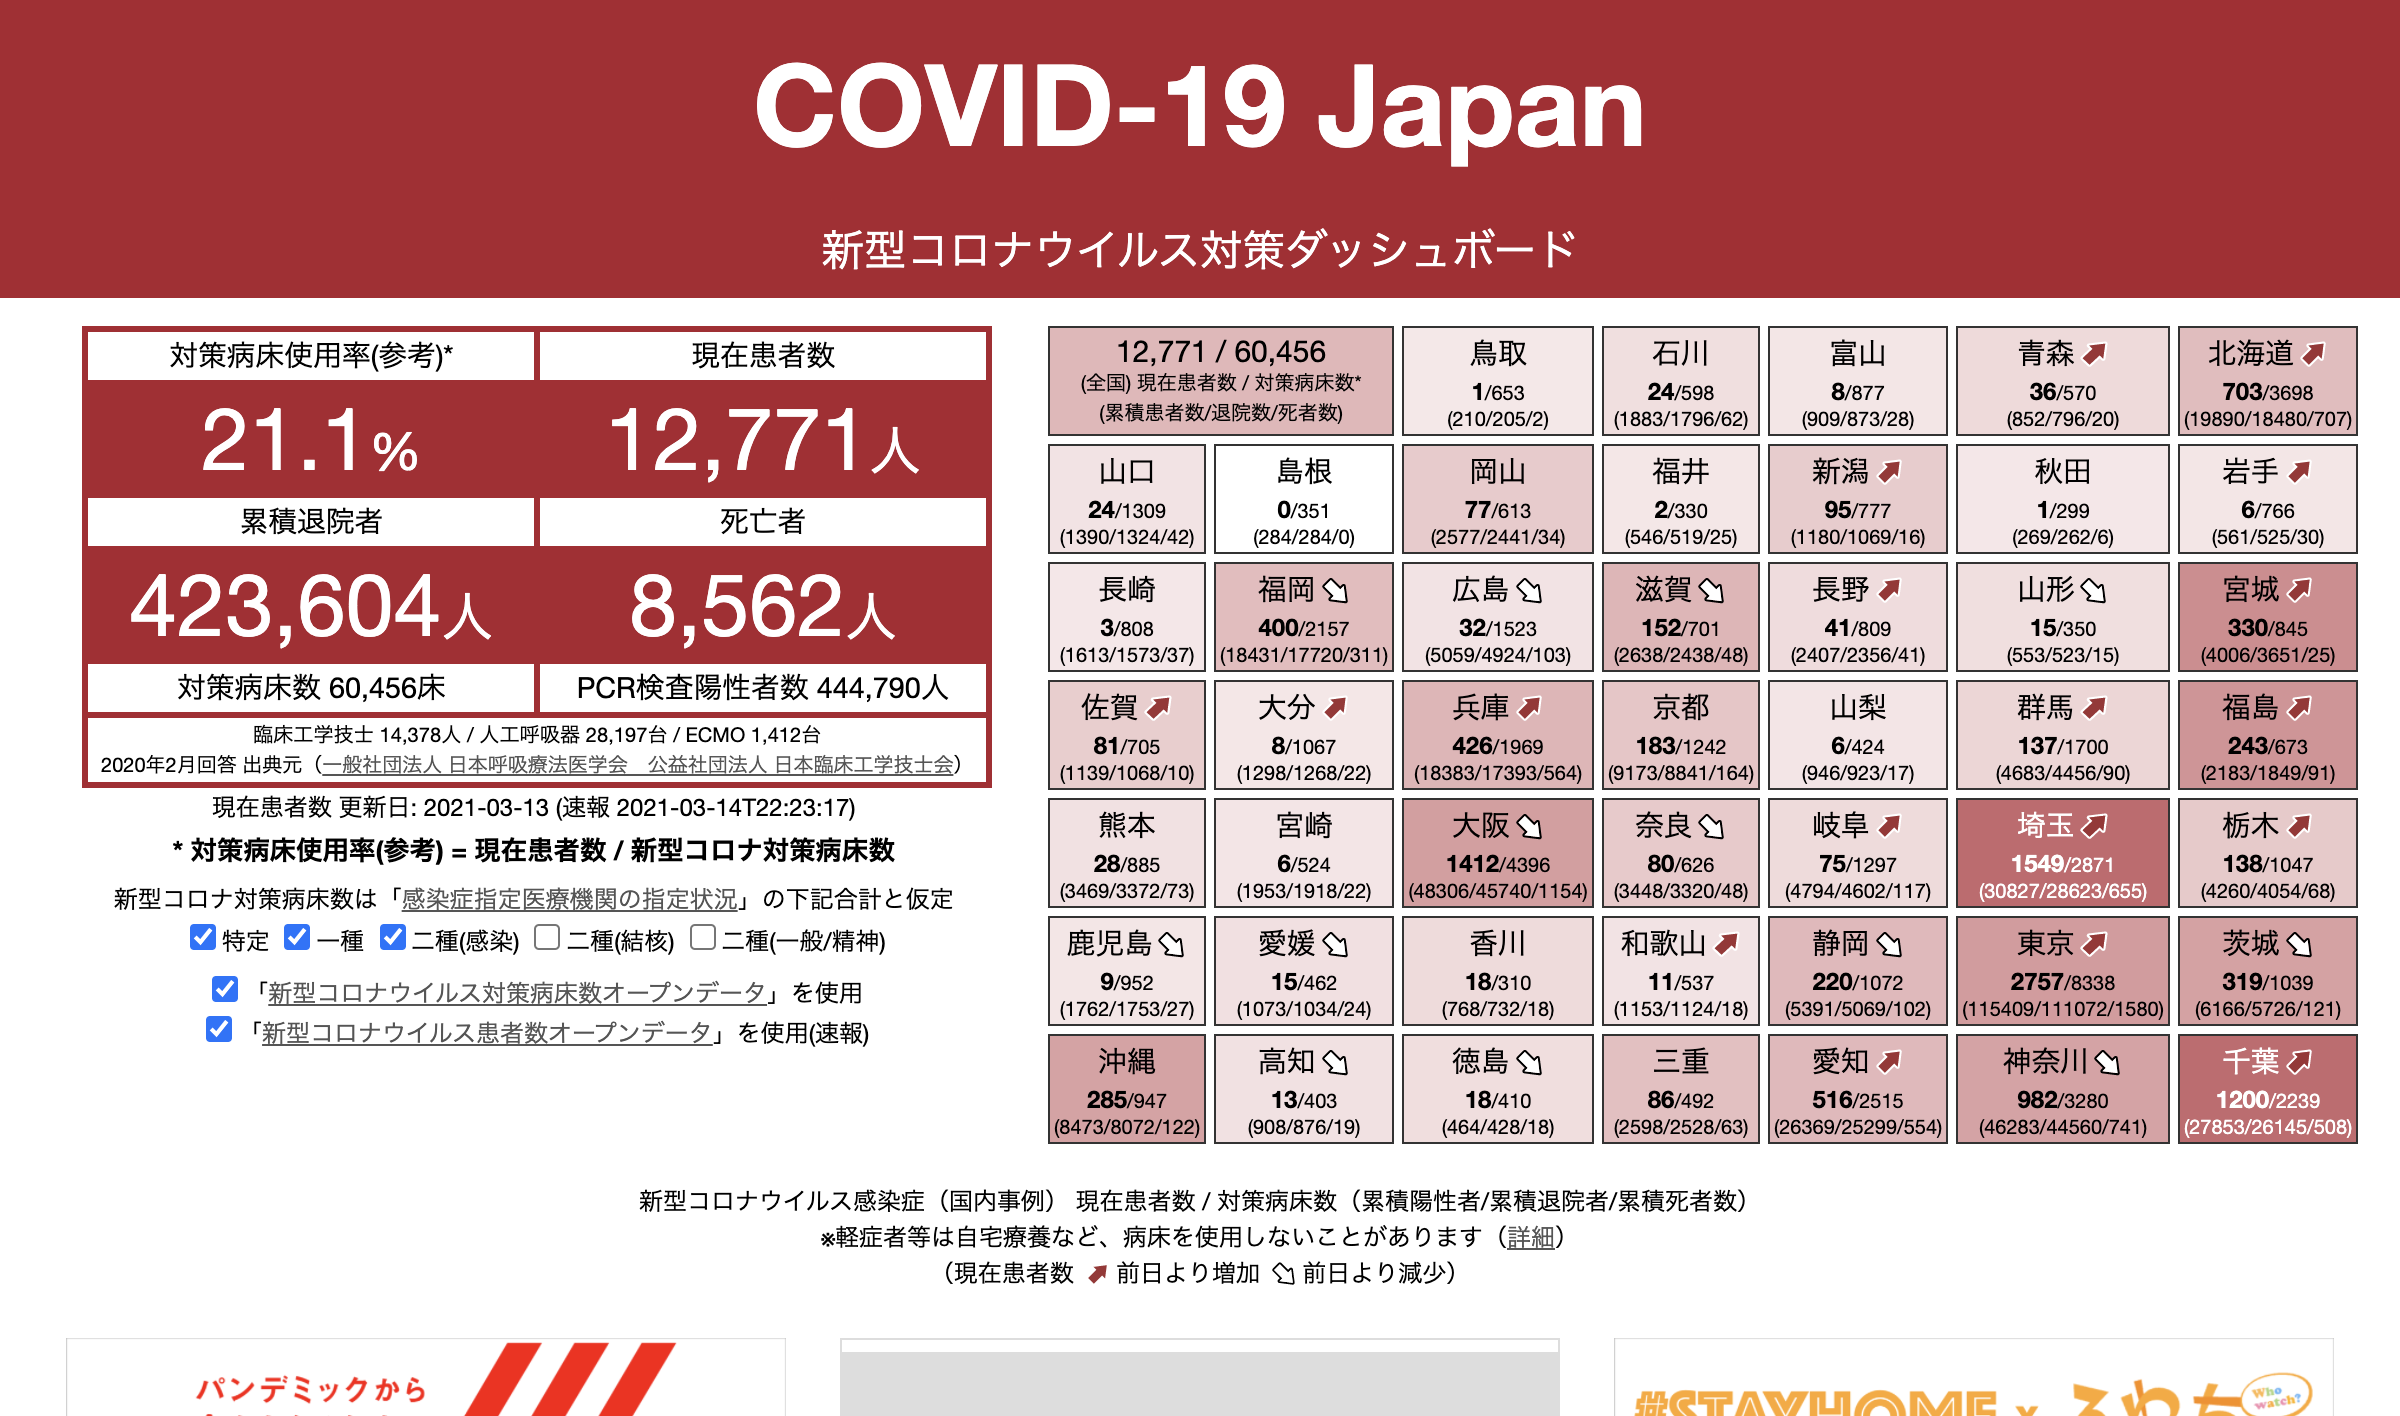 COVID-19 Japan
新型コロナウイルス対策ダッシュボード
対策病床使用率(参考)*
現在患者数
21.1%
12,771人
累積退院者
死亡者
423,604人
8,562人
対策病床数 60,456床
PCR検査陽性者数 444,790人
臨床工学技士 14,378人 / 人工呼吸器 28,197台 / ECMO 1,412台
2020年2月回答 出典元（一般社団法人 日本呼吸療法医学会　公益社団法人 日本臨床工学技士会）
現在患者数 更新日: 2021-03-13 (速報 2021-03-14T22:23:17)
* 対策病床使用率(参考) = 現在患者数 / 新型コロナ対策病床数
新型コロナ対策病床数は「感染症指定医療機関の指定状況」の下記合計と仮定
特定 一種 二種(感染) 二種(結核) 二種(一般/精神)
「新型コロナウイルス対策病床数オープンデータ」を使用
「新型コロナウイルス患者数オープンデータ」を使用(速報)
12,771 / 60,456
(全国) 現在患者数 / 対策病床数*
(累積患者数/退院数/死者数)
鳥取
1/653
(210/205/2)
石川
24/598
(1883/1796/62)
富山
8/877
(909/873/28)
青森
36/570
(852/796/20)
北海道
703/3698
(19890/18480/707)
山口
24/1309
(1390/1324/42)
島根
0/351
(284/284/0)
岡山
77/613
(2577/2441/34)
福井
2/330
(546/519/25)
新潟
95/777
(1180/1069/16)
秋田
1/299
(269/262/6)
岩手
6/766
(561/525/30)
長崎
3/808
(1613/1573/37)
福岡
400/2157
(18431/17720/311)
広島
32/1523
(5059/4924/103)
滋賀
152/701
(2638/2438/48)
長野
41/809
(2407/2356/41)
山形
15/350
(553/523/15)
宮城
330/845
(4006/3651/25)
佐賀
81/705
(1139/1068/10)
大分
8/1067
(1298/1268/22)
兵庫
426/1969
(18383/17393/564)
京都
183/1242
(9173/8841/164)
山梨
6/424
(946/923/17)
群馬
137/1700
(4683/4456/90)
福島
243/673
(2183/1849/91)
熊本
28/885
(3469/3372/73)
宮崎
6/524
(1953/1918/22)
大阪
1412/4396
(48306/45740/1154)
奈良
80/626
(3448/3320/48)
岐阜
75/1297
(4794/4602/117)
埼玉
1549/2871
(30827/28623/655)
栃木
138/1047
(4260/4054/68)
鹿児島
9/952
(1762/1753/27)
愛媛
15/462
(1073/1034/24)
香川
18/310
(768/732/18)
和歌山
11/537
(1153/1124/18)
静岡
220/1072
(5391/5069/102)
東京
2757/8338
(115409/111072/1580)
茨城
319/1039
(6166/5726/121)
沖縄
285/947
(8473/8072/122)
高知
13/403
(908/876/19)
徳島
18/410
(464/428/18)
三重
86/492
(2598/2528/63)
愛知
516/2515
(26369/25299/554)
神奈川
982/3280
(46283/44560/741)
千葉
1200/2239
(27853/26145/508)
新型コロナウイルス感染症（国内事例） 現在患者数 / 対策病床数（累積陽性者/累積退院者/累積死者数）
※軽症者等は自宅療養など、病床を使用しないことがあります（詳細）
（現在患者数 前日より増加 前日より減少）
パンデミックから
#STAYHOME x
Who
watch?